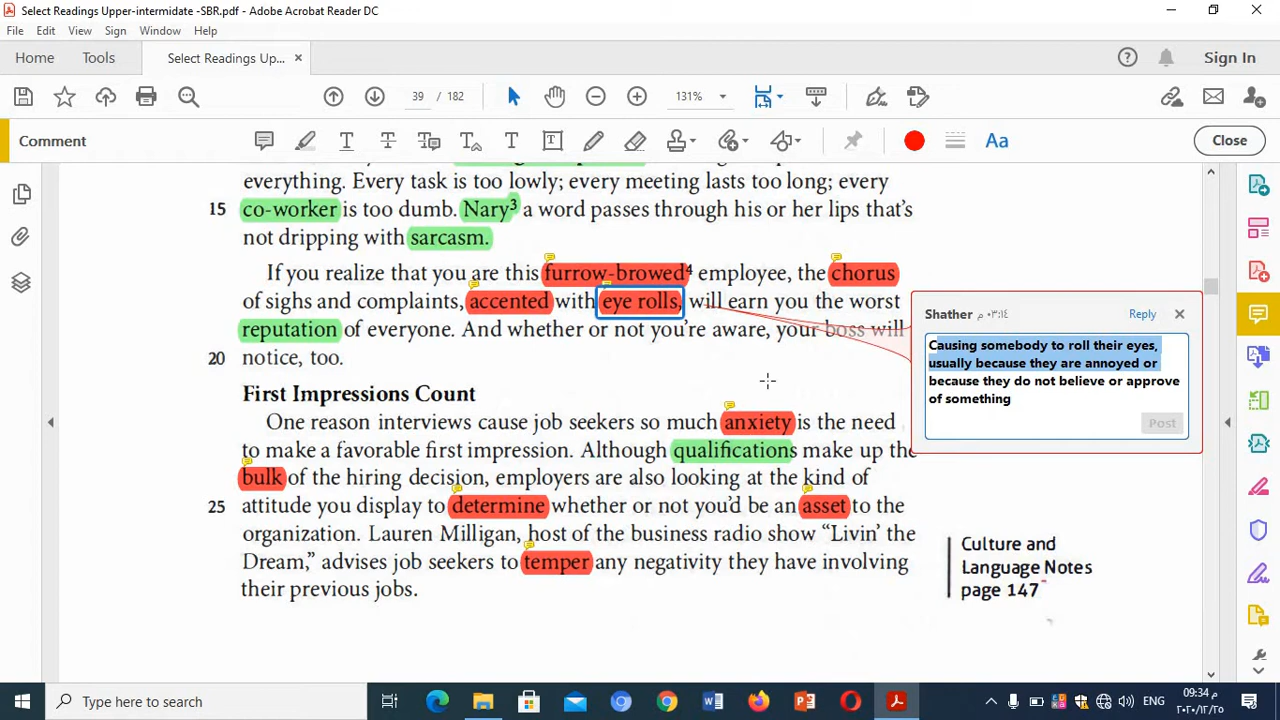 Select Readings Upper-intermidate -SBR.pdf - Adobe Acrobat Reader DC
File Edit View Sign Window Help
Home Tools Select Readings Up... × Sign In
39 / 182 131%
Comment Close
everything. Every task is too lowly; every meeting lasts too long; every
15 co-worker is too dumb. Nary³ a word passes through his or her lips that's
not dripping with sarcasm.
If you realize that you are this furrow-browed⁴ employee, the chorus
of sighs and complaints, accented with eye rolls, will earn you the worst
reputation of everyone. And whether or not you're aware, your boss will
20 notice, too.
Shather ٠٣:١٤ م Reply
Causing somebody to roll their eyes,
usually because they are annoyed or
because they do not believe or approve
of something
Post
First Impressions Count
One reason interviews cause job seekers so much anxiety is the need
to make a favorable first impression. Although qualifications make up the
bulk of the hiring decision, employers are also looking at the kind of
25 attitude you display to determine whether or not you'd be an asset to the
organization. Lauren Milligan, host of the business radio show "Livin' the
Dream," advises job seekers to temper any negativity they have involving
their previous jobs.
Culture and
Language Notes
page 147
Type here to search
ENG
٠9:34 م
٢٠٢٠/١٢/٢٥